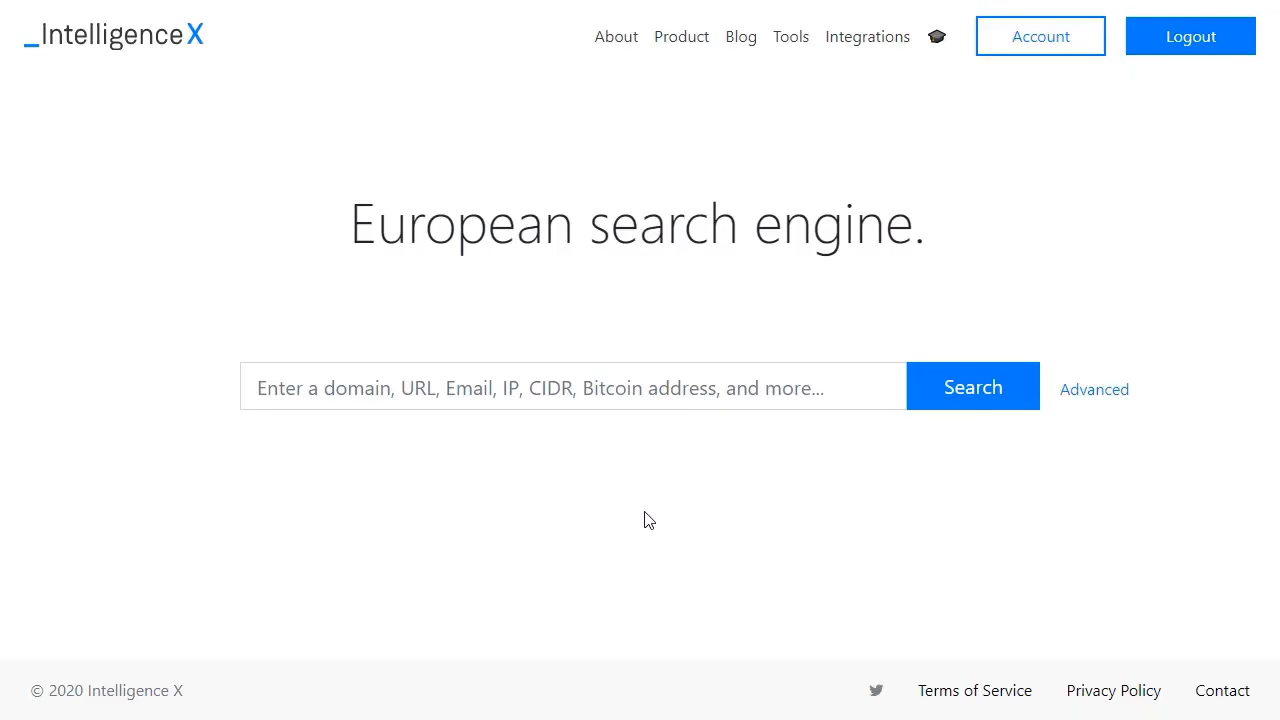 _IntelligenceX
About Product Blog Tools Integrations Account Logout
European search engine.
Enter a domain, URL, Email, IP, CIDR, Bitcoin address, and more... Search Advanced
© 2020 Intelligence X Terms of Service Privacy Policy Contact